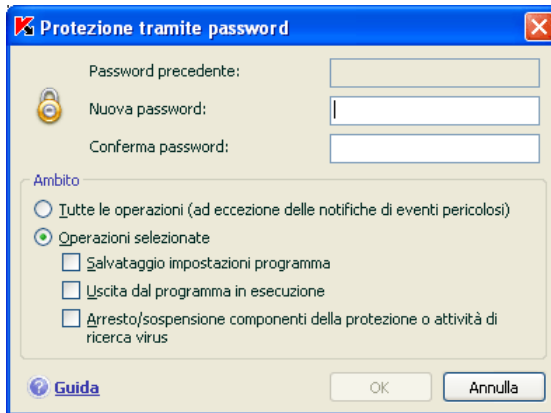 Protezione tramite password
Password precedente:
Nuova password:
Conferma password:
Ambito
Tutte le operazioni (ad eccezione delle notifiche di eventi pericolosi)
Operazioni selezionate
Salvataggio impostazioni programma
Uscita dal programma in esecuzione
Arresto/sospensione componenti della protezione o attività di
ricerca virus
Guida
OK
Annulla